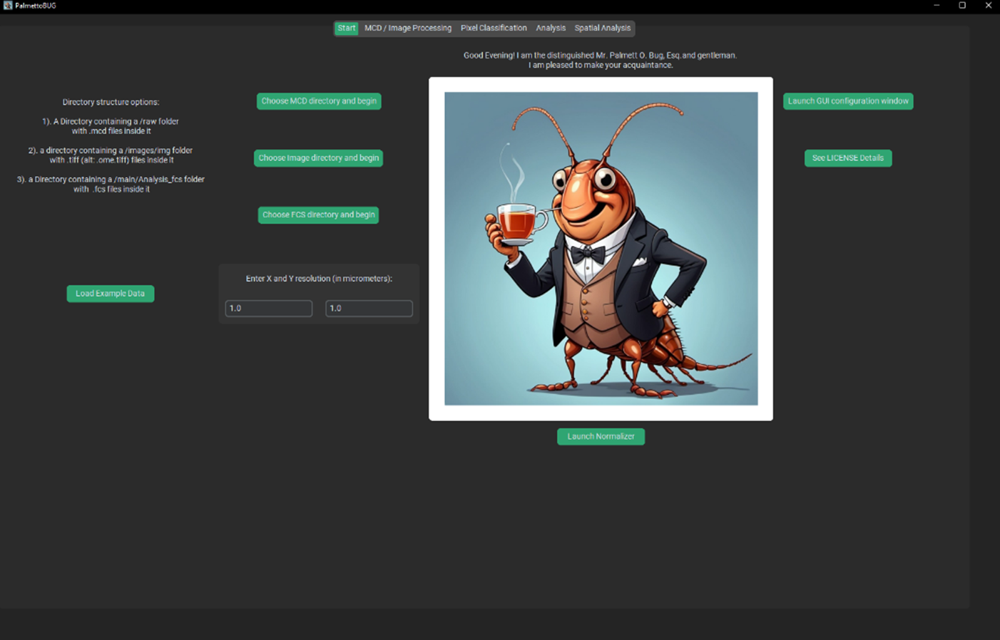 PalmettoBUG
Start MCD / Image Processing Pixel Classification Analysis Spatial Analysis
Good Evening! I am the distinguished Mr. Palmett O. Bug, Esq.and gentleman.
I am pleased to make your acquaintance.
Directory structure options:
1). A Directory containing a /raw folder
with .mcd files inside it
2). a directory containing a /images/img folder
with .tiff (alt: .ome.tiff) files inside it
3). a Directory containing a /main/Analysis_fcs folder
with .fcs files inside it
Load Example Data
Choose MCD directory and begin
Choose Image directory and begin
Choose FCS directory and begin
Enter X and Y resolution (in micrometers):
1.0 1.0
Launch GUI configuration window
See LICENSE Details
Launch Normalizer